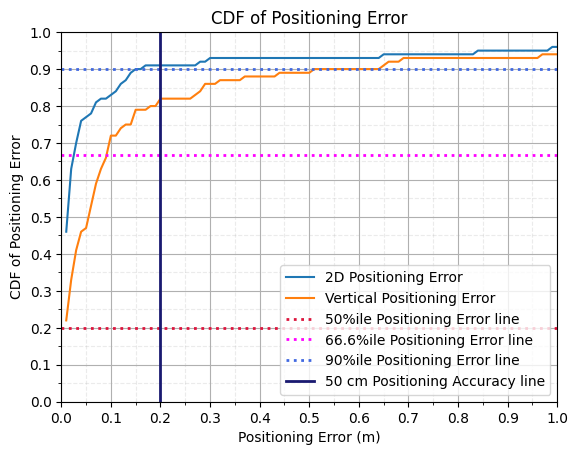 CDF of Positioning Error
CDF of Positioning Error
1.0
0.9
0.8
0.7
0.6
0.5
0.4
0.3
0.2
0.1
0.0
2D Positioning Error
Vertical Positioning Error
50%ile Positioning Error line
66.6%ile Positioning Error line
90%ile Positioning Error line
50 cm Positioning Accuracy line
0.0 0.1 0.2 0.3 0.4 0.5 0.6 0.7 0.8 0.9 1.0
Positioning Error (m)